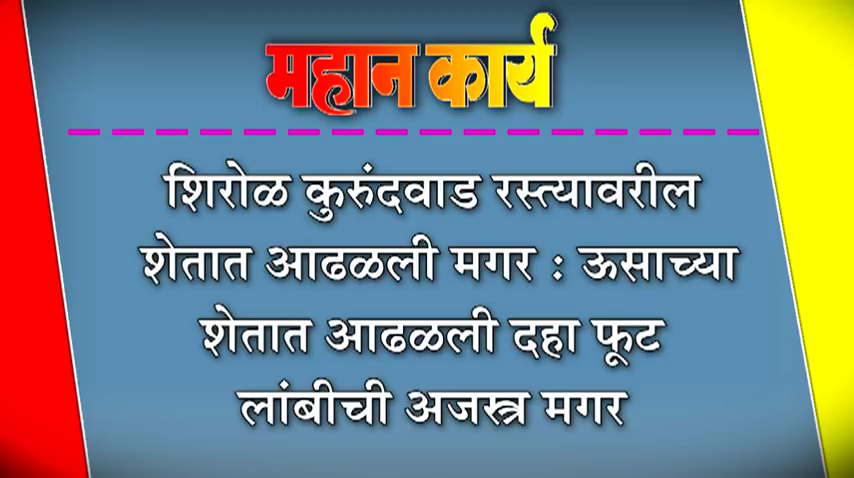 महान कार्य
शिरोळ कुरुंदवाड रस्त्यावरील
शेतात आढळली मगर : ऊसाच्या
शेतात आढळली दहा फूट
लांबीची अजस्त्र मगर